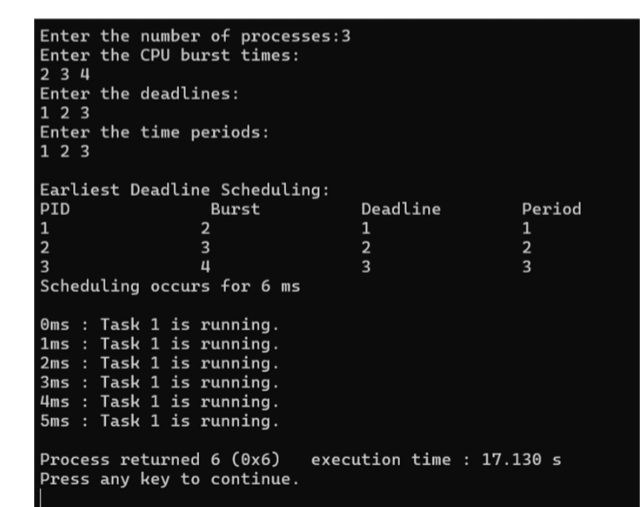 Enter the number of processes:3
Enter the CPU burst times:
2 3 4
Enter the deadlines:
1 2 3
Enter the time periods:
1 2 3
Earliest Deadline Scheduling:
PID Burst Deadline Period
1 2 1 1
2 3 2 2
3 4 3 3
Scheduling occurs for 6 ms
0ms : Task 1 is running.
1ms : Task 1 is running.
2ms : Task 1 is running.
3ms : Task 1 is running.
4ms : Task 1 is running.
5ms : Task 1 is running.
Process returned 6 (0x6) execution time : 17.130 s
Press any key to continue.